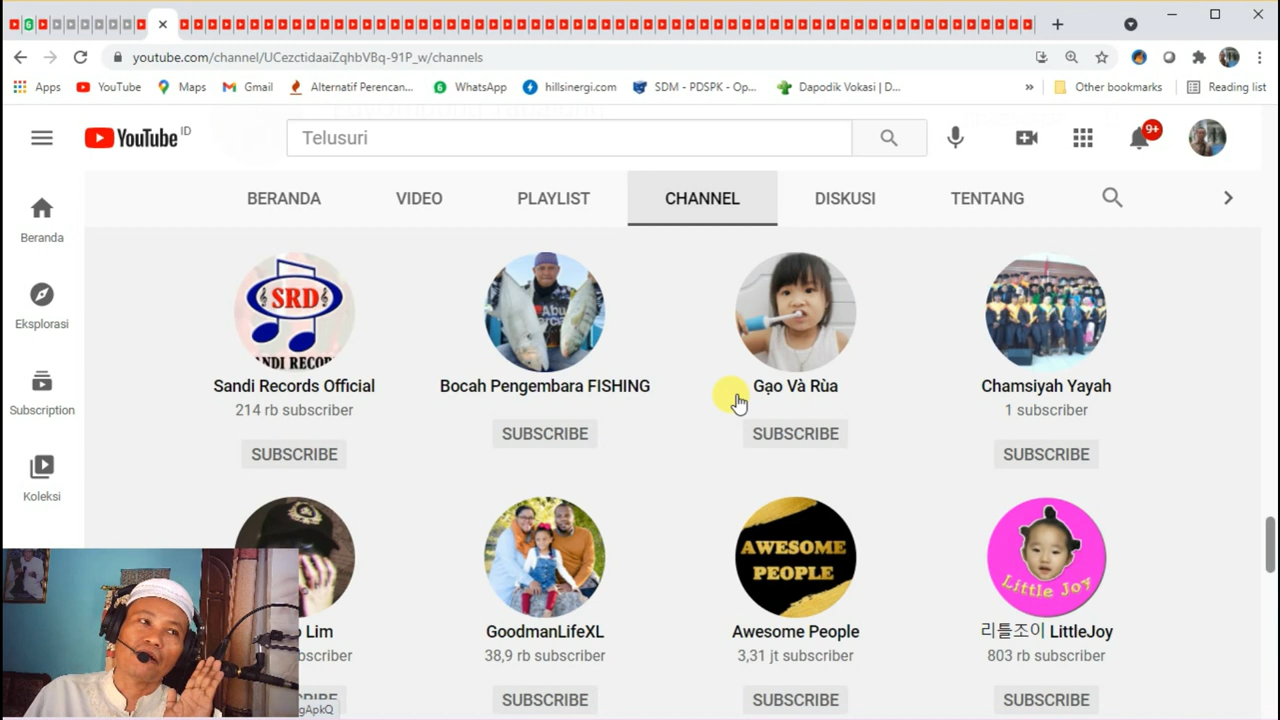 youtube.com/channel/UCezctidaaiZqhbVBq-91P_w/channels
Apps YouTube Maps Gmail Alternatif Perencan... WhatsApp hillsinergi.com SDM - PDSPK - Op... Dapodik Vokasi | D... » Other bookmarks Reading list
YouTube ID Telusuri 9+
BERANDA VIDEO PLAYLIST CHANNEL DISKUSI TENTANG
Beranda
Eksplorasi
Subscription
Koleksi
SRD
ANDI RECOR
AWESOME
PEOPLE
Little Joy
Sandi Records Official Bocah Pengembara FISHING Gạo Và Rùa Chamsiyah Yayah
214 rb subscriber 1 subscriber
SUBSCRIBE SUBSCRIBE SUBSCRIBE SUBSCRIBE
Lim GoodmanLifeXL Awesome People 리틀조이 LittleJoy
38,9 rb subscriber 3,31 jt subscriber 803 rb subscriber
SUBSCRIBE SUBSCRIBE SUBSCRIBE
gApkQ